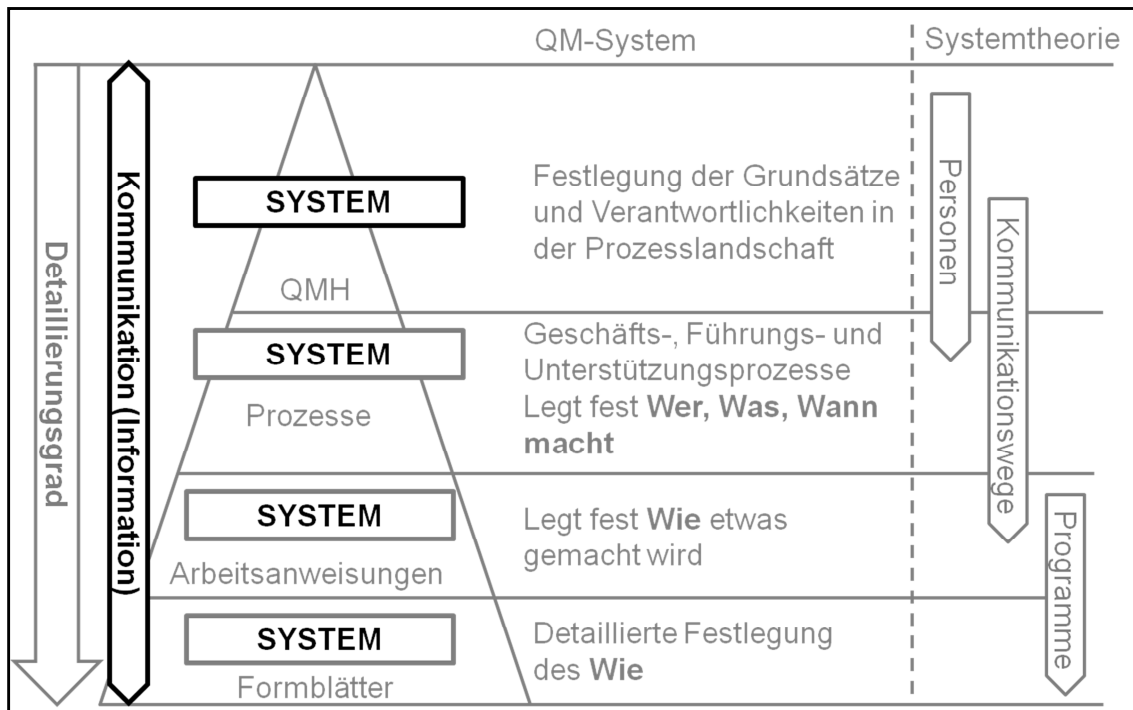 QM-System
Systemtheorie
Detaillierungsgrad
Kommunikation (Information)
SYSTEM
QMH
Festlegung der Grundsätze
und Verantwortlichkeiten in
der Prozesslandschaft
SYSTEM
Prozesse
Geschäfts-, Führungs- und
Unterstützungsprozesse
Legt fest Wer, Was, Wann
macht
SYSTEM
Arbeitsanweisungen
Legt fest Wie etwas
gemacht wird
SYSTEM
Formblätter
Detaillierte Festlegung
des Wie
Personen
Kommunikationswege
Programme